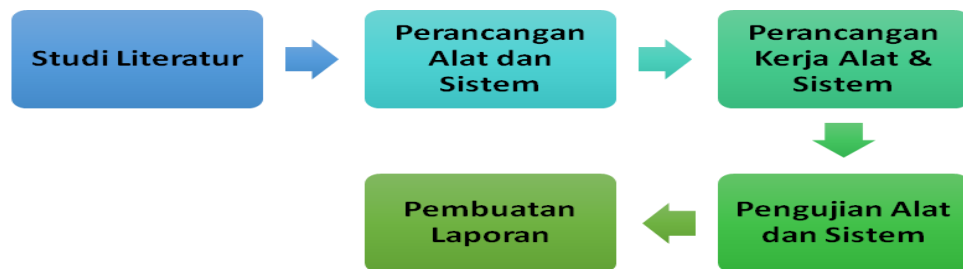 Studi Literatur
Perancangan
Alat dan
Sistem
Perancangan
Kerja Alat &
Sistem
Pengujian Alat
dan Sistem
Pembuatan
Laporan